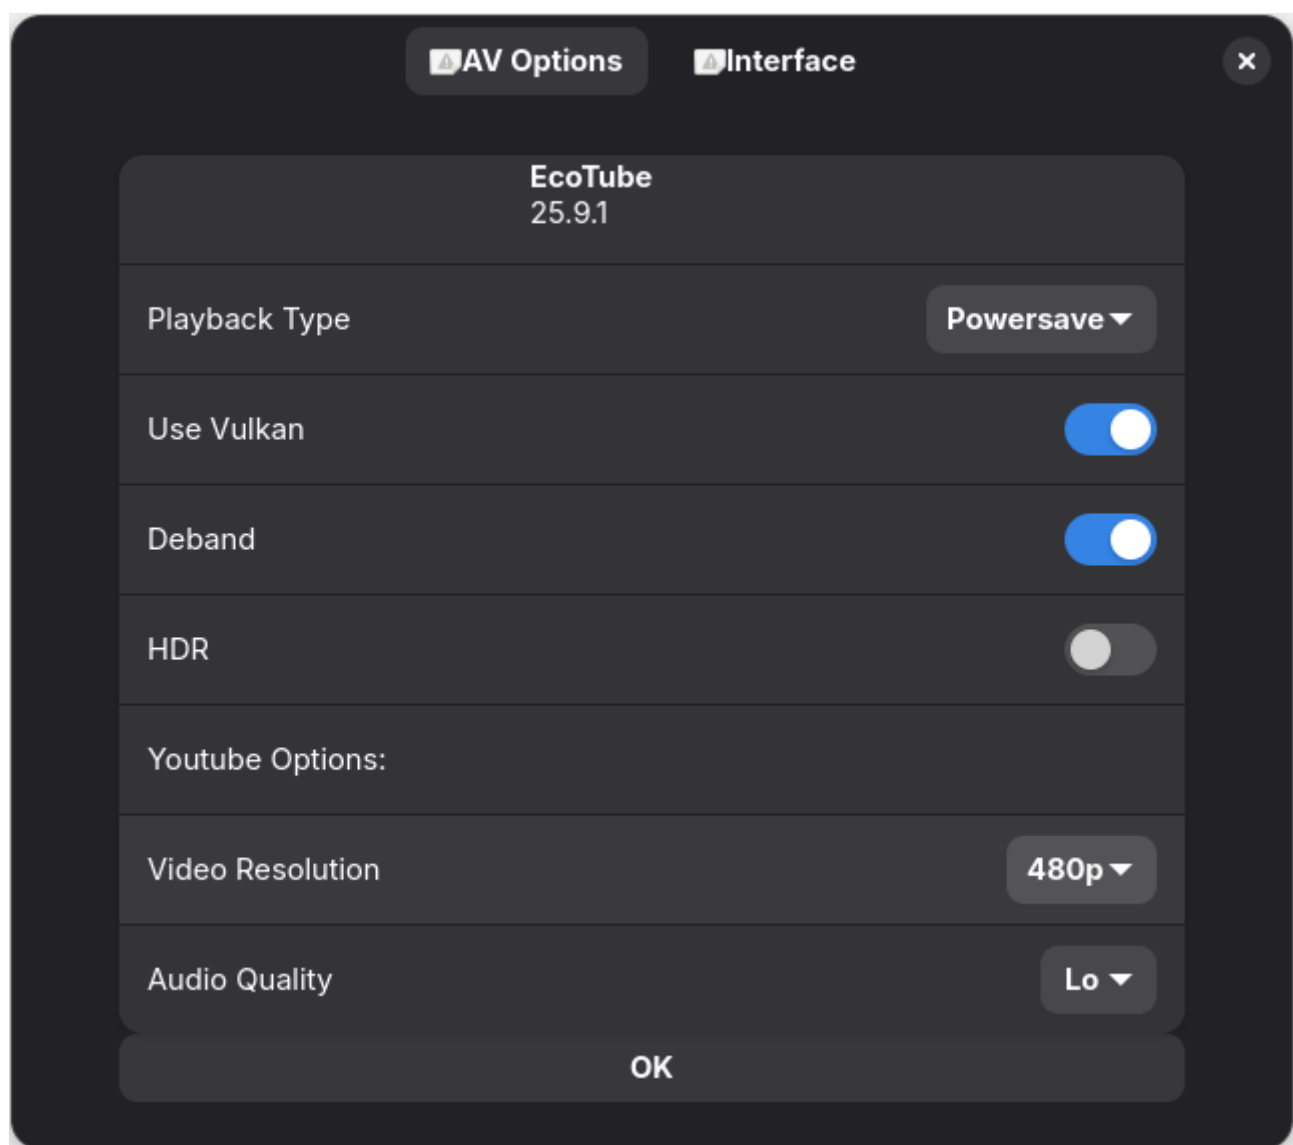 AV Options
Interface
EcoTube
25.9.1
Playback Type
Powersave
Use Vulkan
Deband
HDR
Youtube Options:
Video Resolution
480p
Audio Quality
Lo
OK